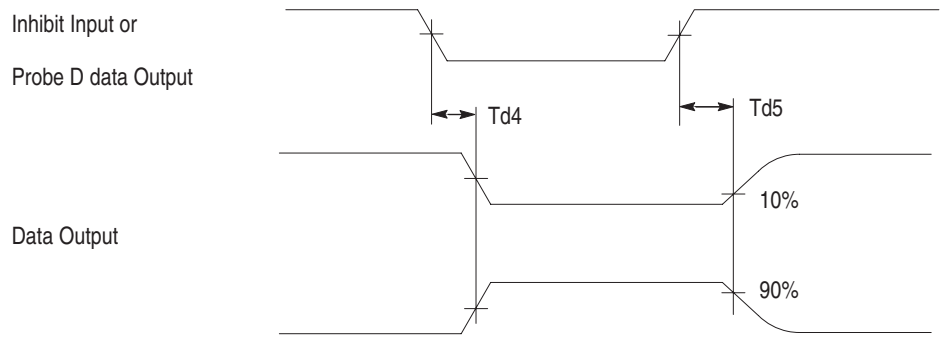 Inhibit Input or
Probe D data Output
Td4
Td5
10%
Data Output
90%